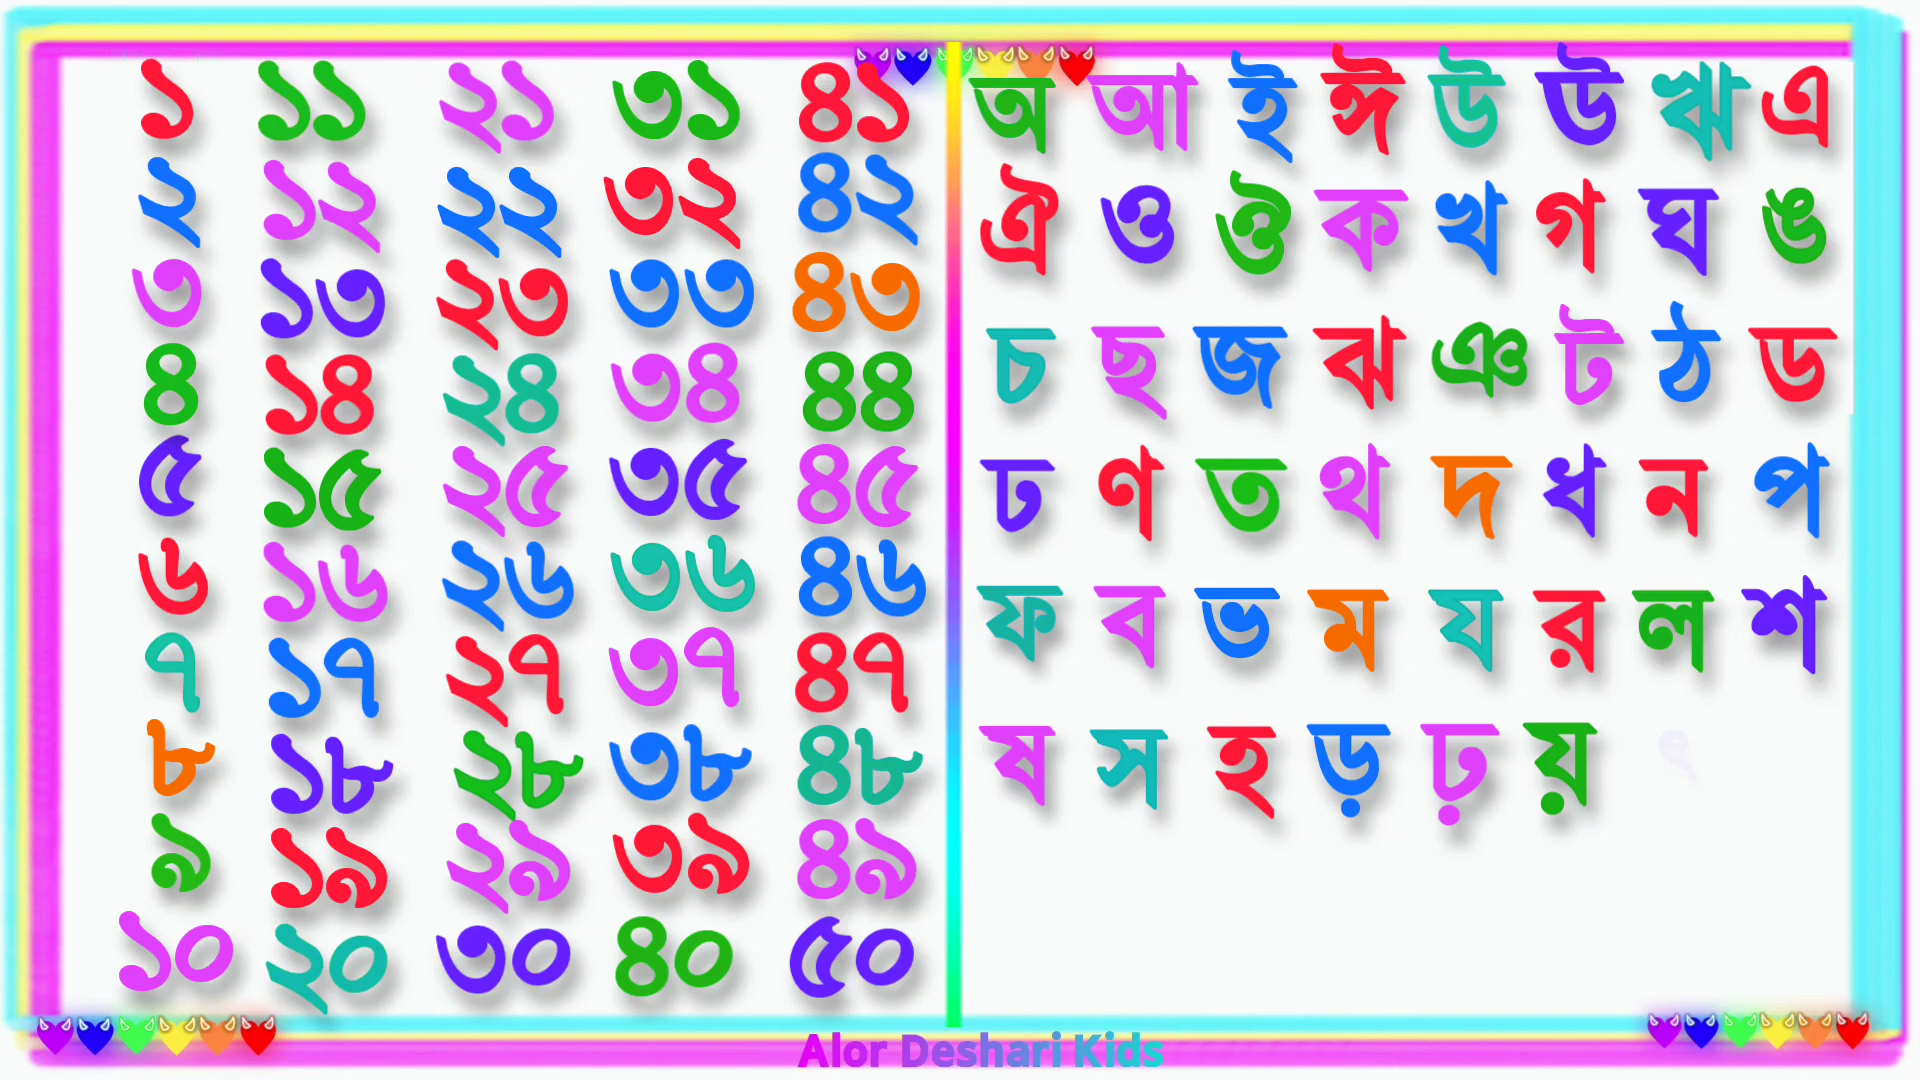 ১ ১১ ২১ ৩১ ৪১
২ ১২ ২২ ৩২ ৪২
৩ ১৩ ২৩ ৩৩ ৪৩
৪ ১৪ ২৪ ৩৪ ৪৪
৫ ১৫ ২৫ ৩৫ ৪৫
৬ ১৬ ২৬ ৩৬ ৪৬
৭ ১৭ ২৭ ৩৭ ৪৭
৮ ১৮ ২৮ ৩৮ ৪৮
৯ ১৯ ২৯ ৩৯ ৪৯
১০ ২০ ৩০ ৪০ ৫০
অ আ ই ঈ উ উ ঋ এ
ঐ ও ঔ ক খ গ ঘ ঙ
চ ছ জ ঝ ঞ ট ঠ ড
ঢ ণ ত থ দ ধ ন প
ফ ব ভ ম য র ল শ
ষ স হ ড় ঢ় য় ৎ
Alor Deshari Kids